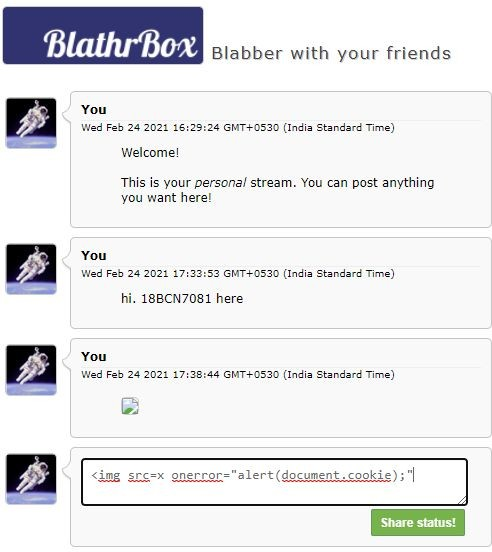 BlathrBox Blabber with your friends
You
Wed Feb 24 2021 16:29:24 GMT+0530 (India Standard Time)
Welcome!
This is your personal stream. You can post anything
you want here!
You
Wed Feb 24 2021 17:33:53 GMT+0530 (India Standard Time)
hi. 18BCN7081 here
You
Wed Feb 24 2021 17:38:44 GMT+0530 (India Standard Time)
<img src=x onerror="alert(document.cookie);"
Share status!